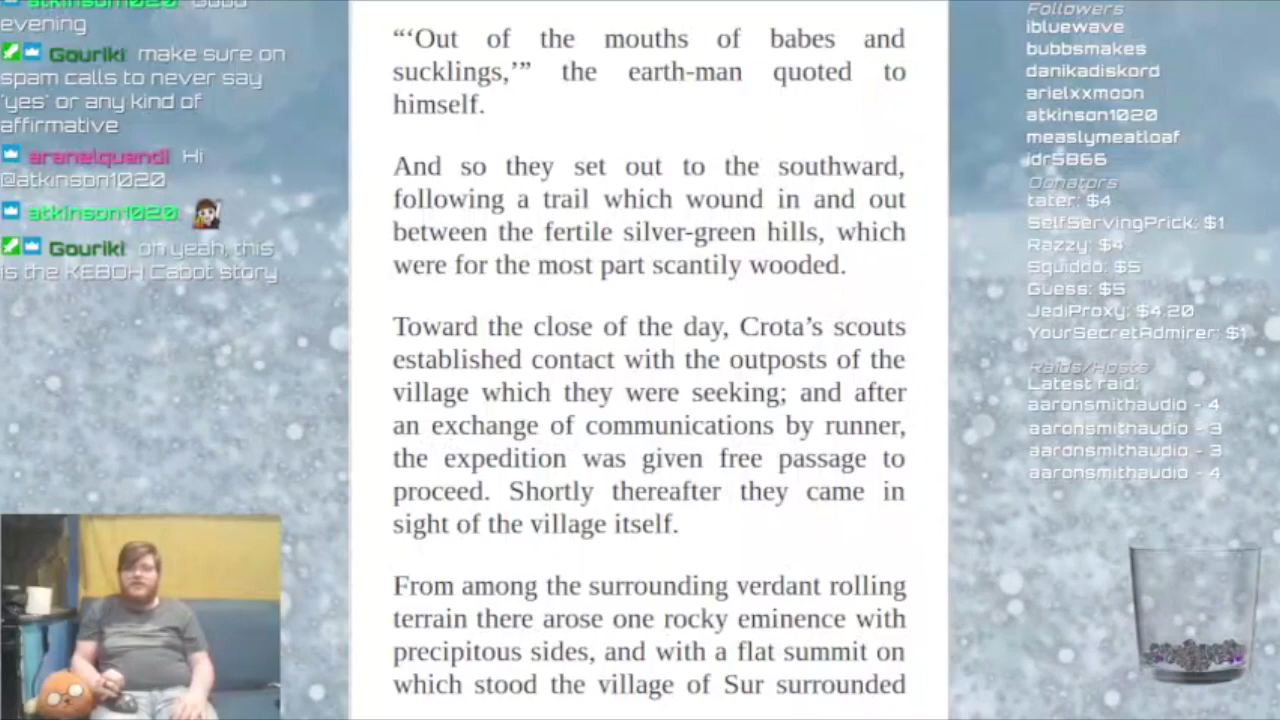 atkinson1020: Good
evening
Gouriki: make sure on
spam calls to never say
'yes' or any kind of
affirmative
aranelquendi: Hi
@atkinson1020
atkinson1020:
Gouriki: oh yeah, this
is the KEBOH Cabot story
“‘Out of the mouths of babes and
sucklings,’” the earth-man quoted to
himself.
And so they set out to the southward,
following a trail which wound in and out
between the fertile silver-green hills, which
were for the most part scantily wooded.
Toward the close of the day, Crota’s scouts
established contact with the outposts of the
village which they were seeking; and after
an exchange of communications by runner,
the expedition was given free passage to
proceed. Shortly thereafter they came in
sight of the village itself.
From among the surrounding verdant rolling
terrain there arose one rocky eminence with
precipitous sides, and with a flat summit on
which stood the village of Sur surrounded
Followers
ibluewave
bubbsmakes
danikadiskord
arielxxmoon
atkinson1020
measlymeatloaf
jdr5866
Donators
tater: $4
SelfServingPrick: $1
Razzy: $4
Squiddo: $5
Guess: $5
JediProxy: $4.20
YourSecretAdmirer: $1
Raids/Hosts
Latest raid:
aaronsmithaudio - 4
aaronsmithaudio - 3
aaronsmithaudio - 3
aaronsmithaudio - 4